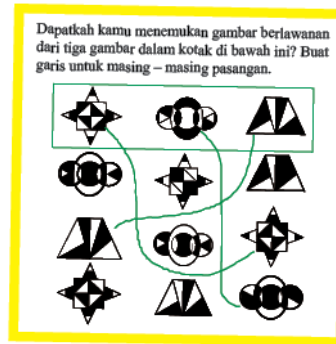 Dapatkah kamu menemukan gambar berlawanan
dari tiga gambar dalam kotak di bawah ini? Buat
garis untuk masing – masing pasangan.